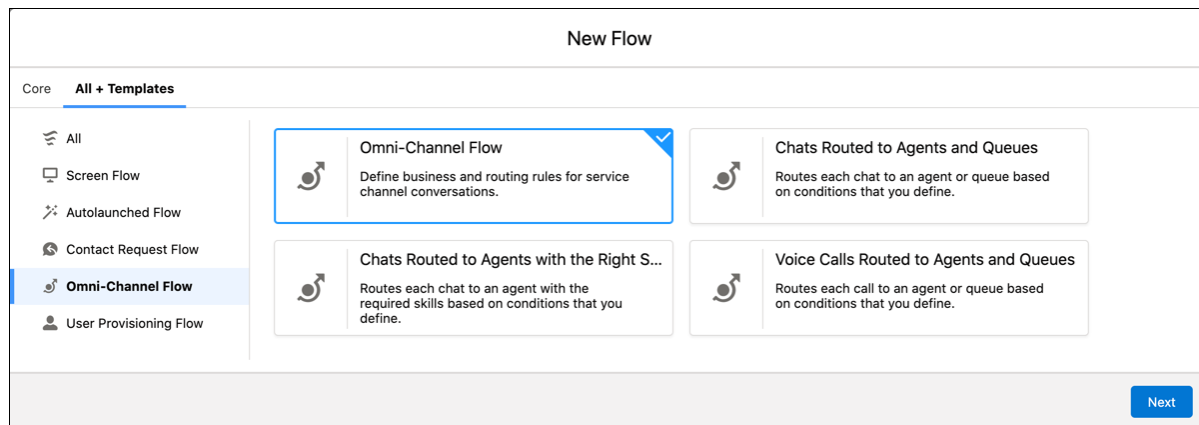 New Flow
Core
All + Templates
All
Screen Flow
Autolaunched Flow
Contact Request Flow
Omni-Channel Flow
User Provisioning Flow
Omni-Channel Flow
Define business and routing rules for service
channel conversations.
Chats Routed to Agents and Queues
Routes each chat to an agent or queue based
on conditions that you define.
Chats Routed to Agents with the Right S...
Routes each chat to an agent with the
required skills based on conditions that you
define.
Voice Calls Routed to Agents and Queues
Routes each call to an agent or queue based
on conditions that you define.
Next